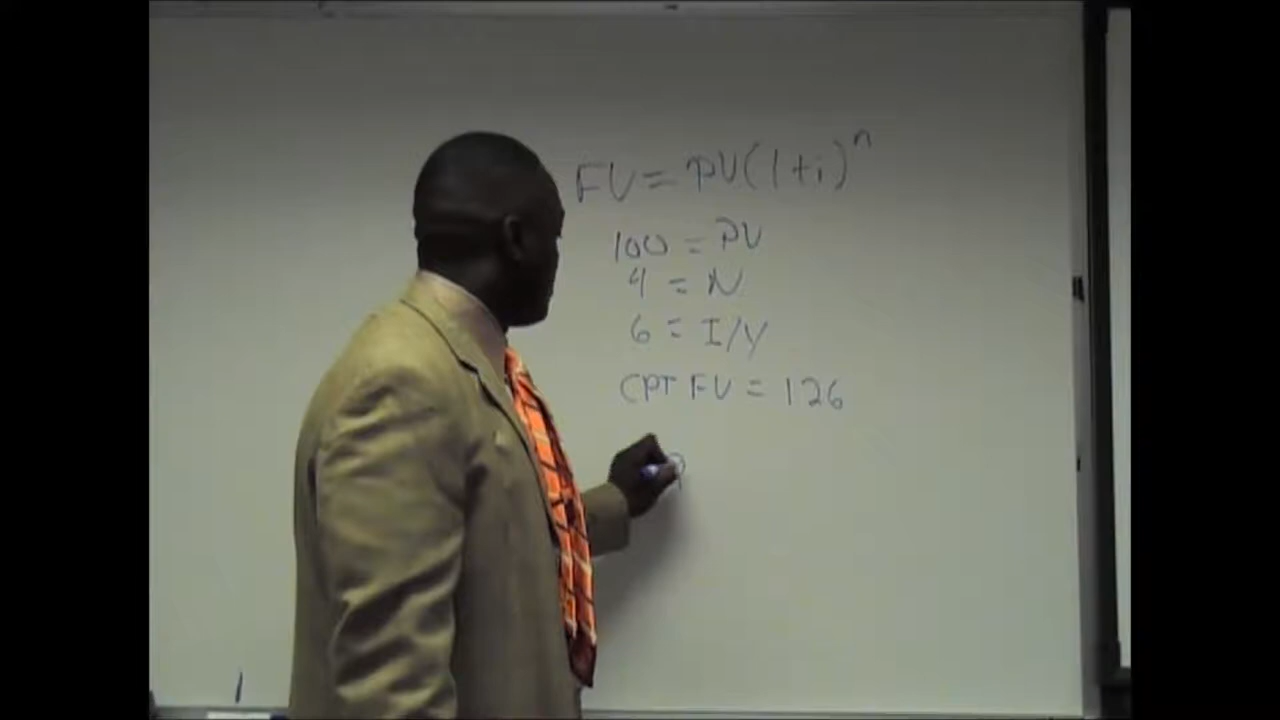 FV = PV(1+i)^n
100 = PV
4 = N
6 = I/Y
CPT FV = 126
P